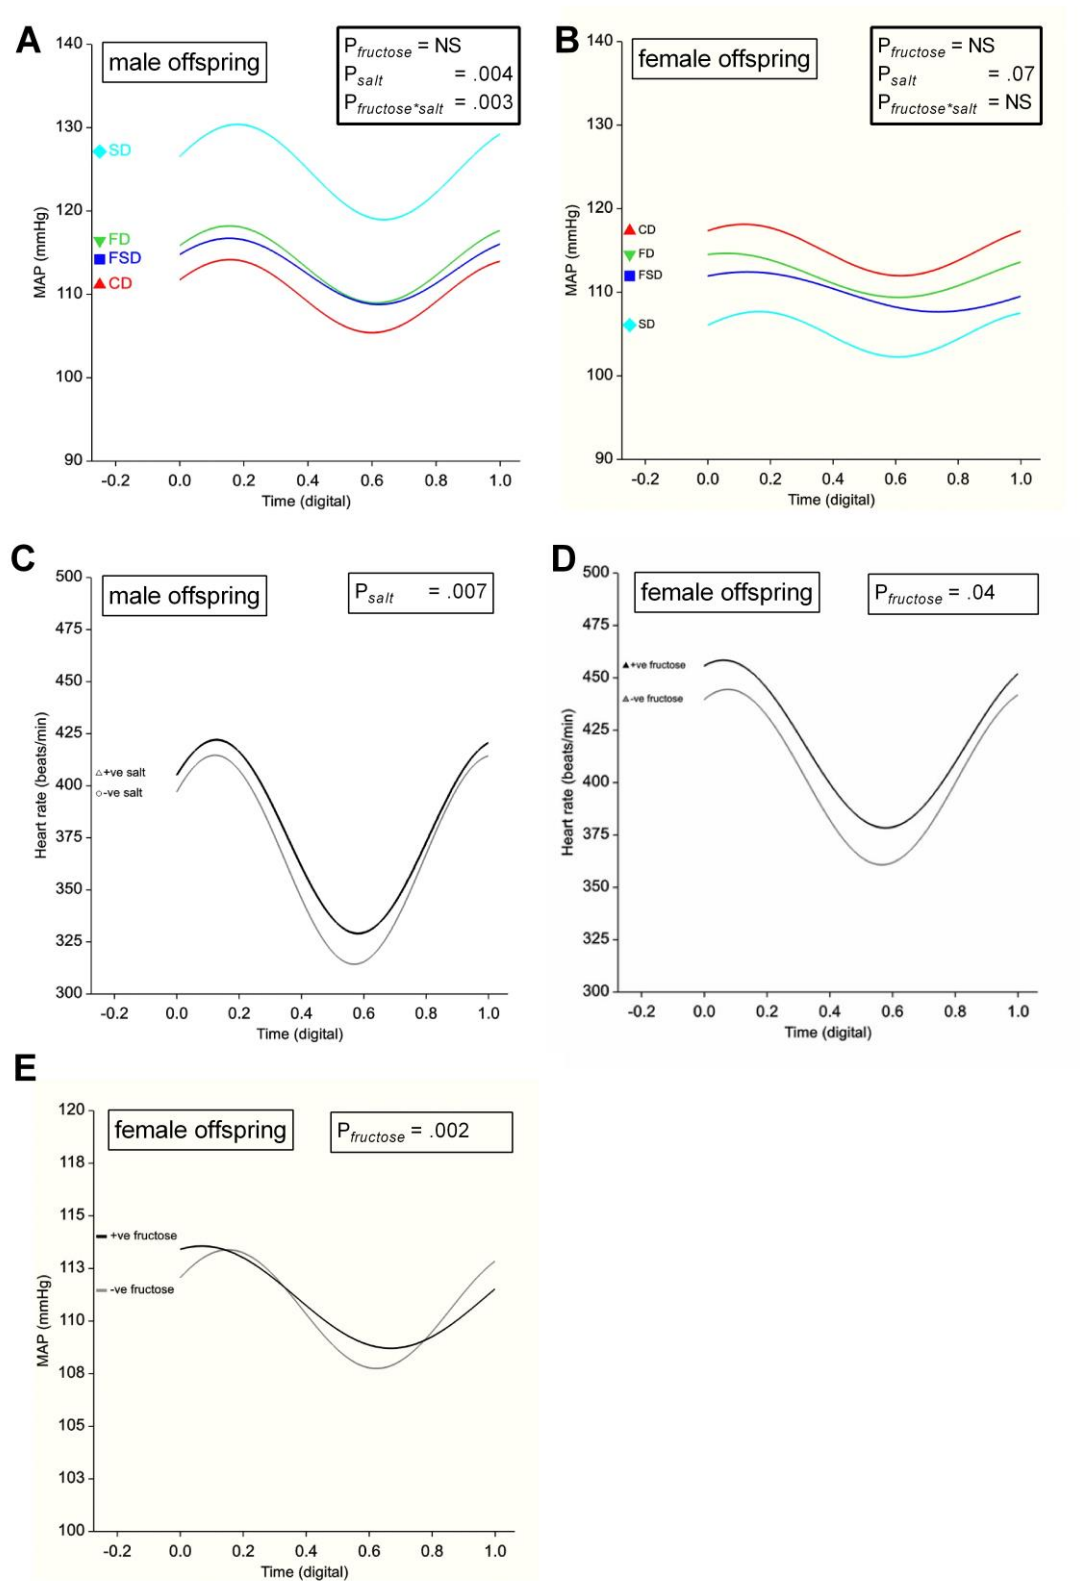 A
male offspring
P fructose = NS
P salt = .004
P fructose*salt = .003
140
130
120
110
100
90
MAP (mmHg)
SD
FD
FSD
CD
-0.2 0.0 0.2 0.4 0.6 0.8 1.0
Time (digital)
B
female offspring
P fructose = NS
P salt = .07
P fructose*salt = NS
140
130
120
110
100
90
MAP (mmHg)
CD
FD
FSD
SD
-0.2 0.0 0.2 0.4 0.6 0.8 1.0
Time (digital)
C
male offspring
P salt = .007
500
475
450
425
400
375
350
325
300
Heart rate (beats/min)
+ve salt
-ve salt
-0.2 0.0 0.2 0.4 0.6 0.8 1.0
Time (digital)
D
female offspring
P fructose = .04
500
475
450
425
400
375
350
325
300
Heart rate (beats/min)
+ve fructose
-ve fructose
-0.2 0.0 0.2 0.4 0.6 0.8 1.0
Time (digital)
E
female offspring
P fructose = .002
120
118
115
113
110
108
105
103
100
MAP (mmHg)
+ve fructose
-ve fructose
-0.2 0.0 0.2 0.4 0.6 0.8 1.0
Time (digital)